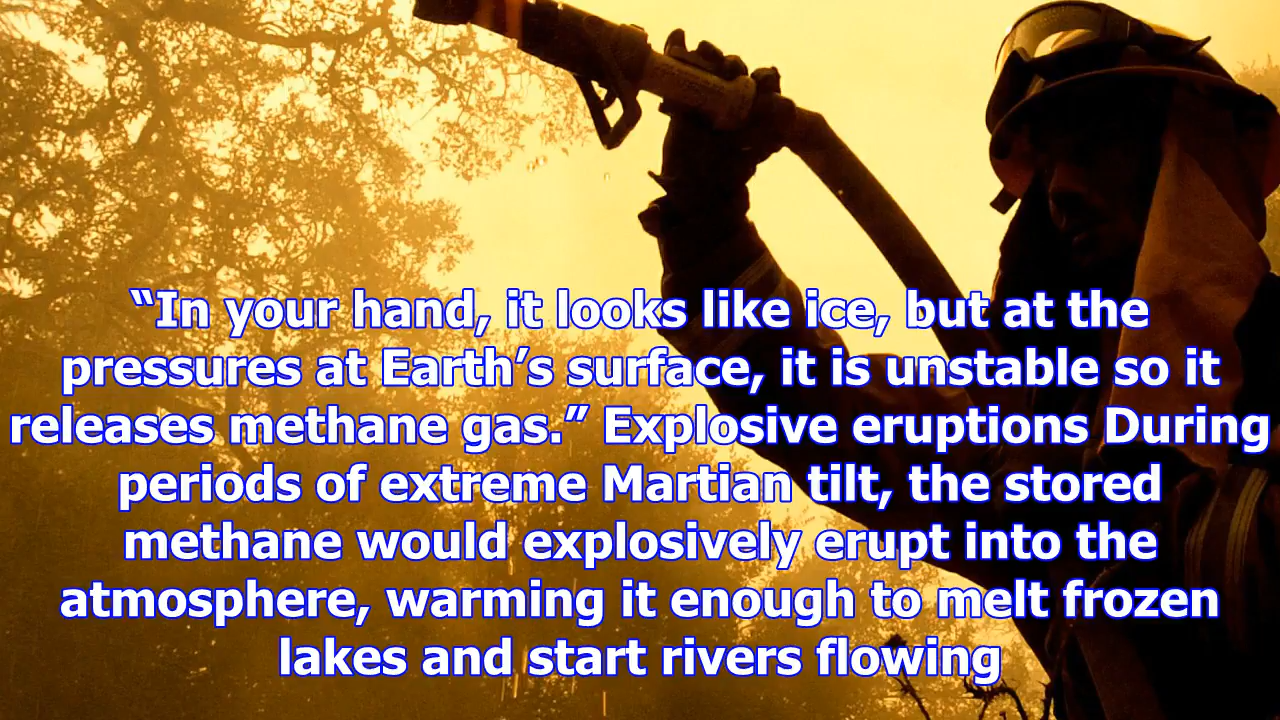 “In your hand, it looks like ice, but at the
pressures at Earth’s surface, it is unstable so it
releases methane gas.” Explosive eruptions During
periods of extreme Martian tilt, the stored
methane would explosively erupt into the
atmosphere, warming it enough to melt frozen
lakes and start rivers flowing